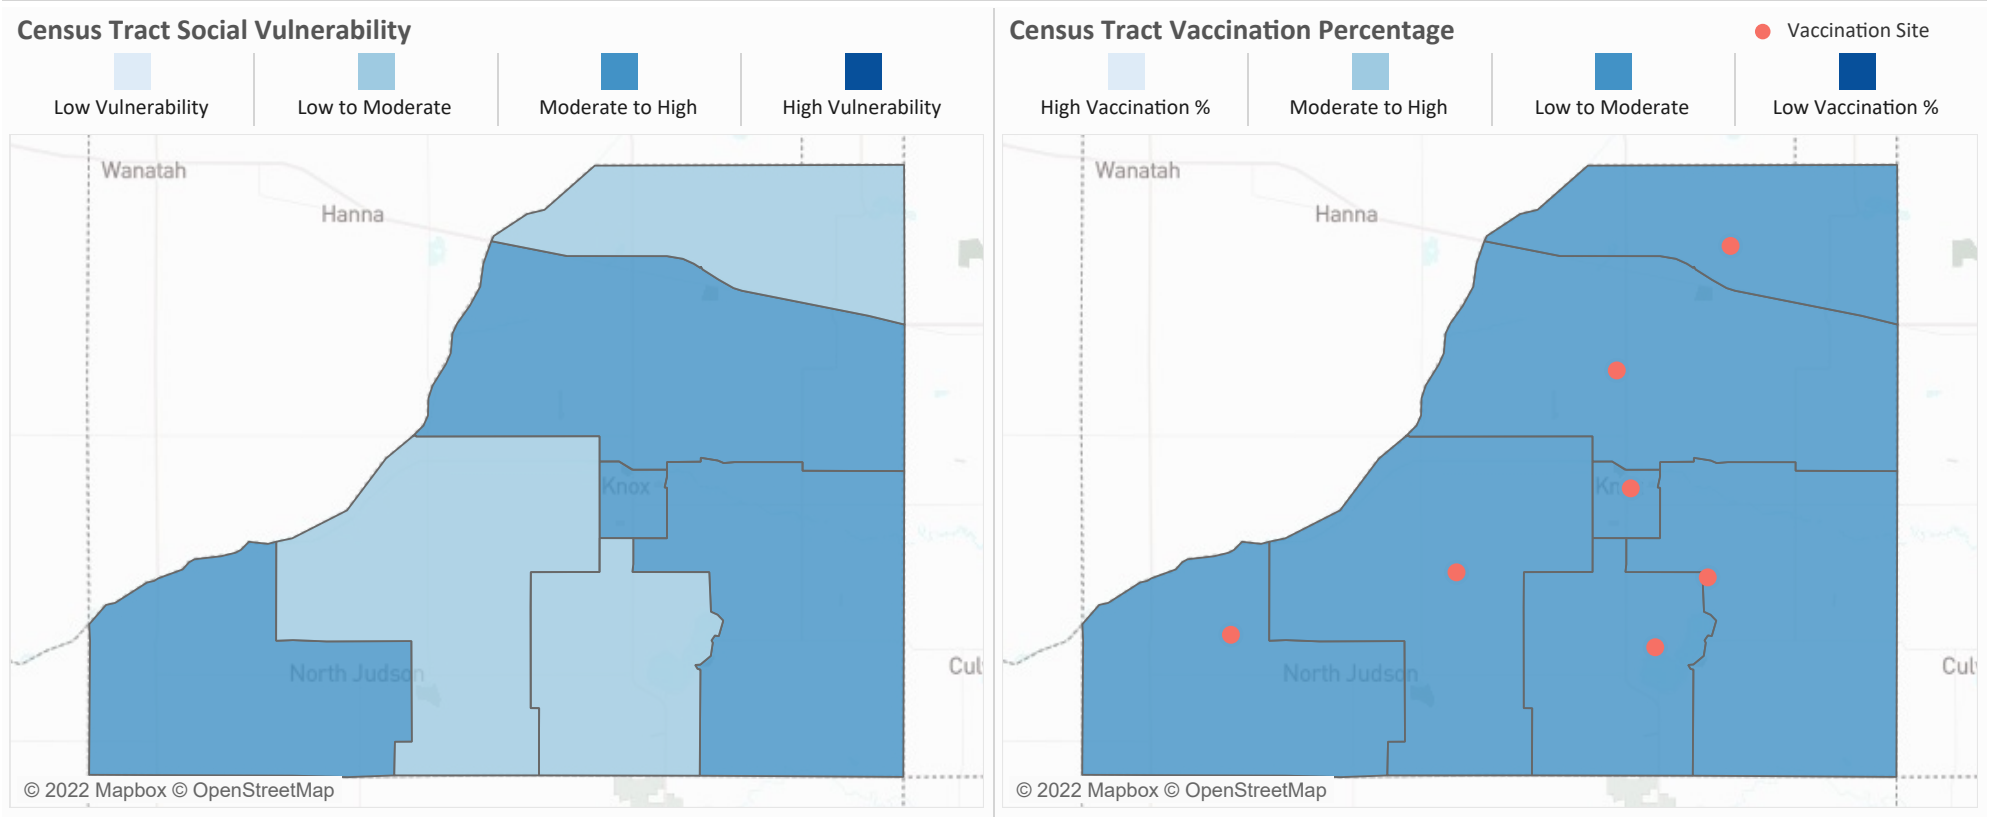 Census Tract Social Vulnerability
Low Vulnerability
Low to Moderate
Moderate to High
High Vulnerability
Wanatah
Hanna
Knox
North Judson
Cul
© 2022 Mapbox © OpenStreetMap
Census Tract Vaccination Percentage
Vaccination Site
High Vaccination %
Moderate to High
Low to Moderate
Low Vaccination %
Wanatah
Hanna
Kn
North Judson
Cul
© 2022 Mapbox © OpenStreetMap